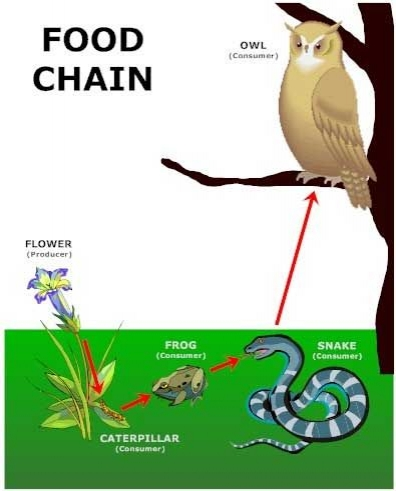 FOOD
CHAIN
OWL
(Consumer)
FLOWER
(Producer)
FROG
(Consumer)
SNAKE
(Consumer)
CATERPILLAR
(Consumer)